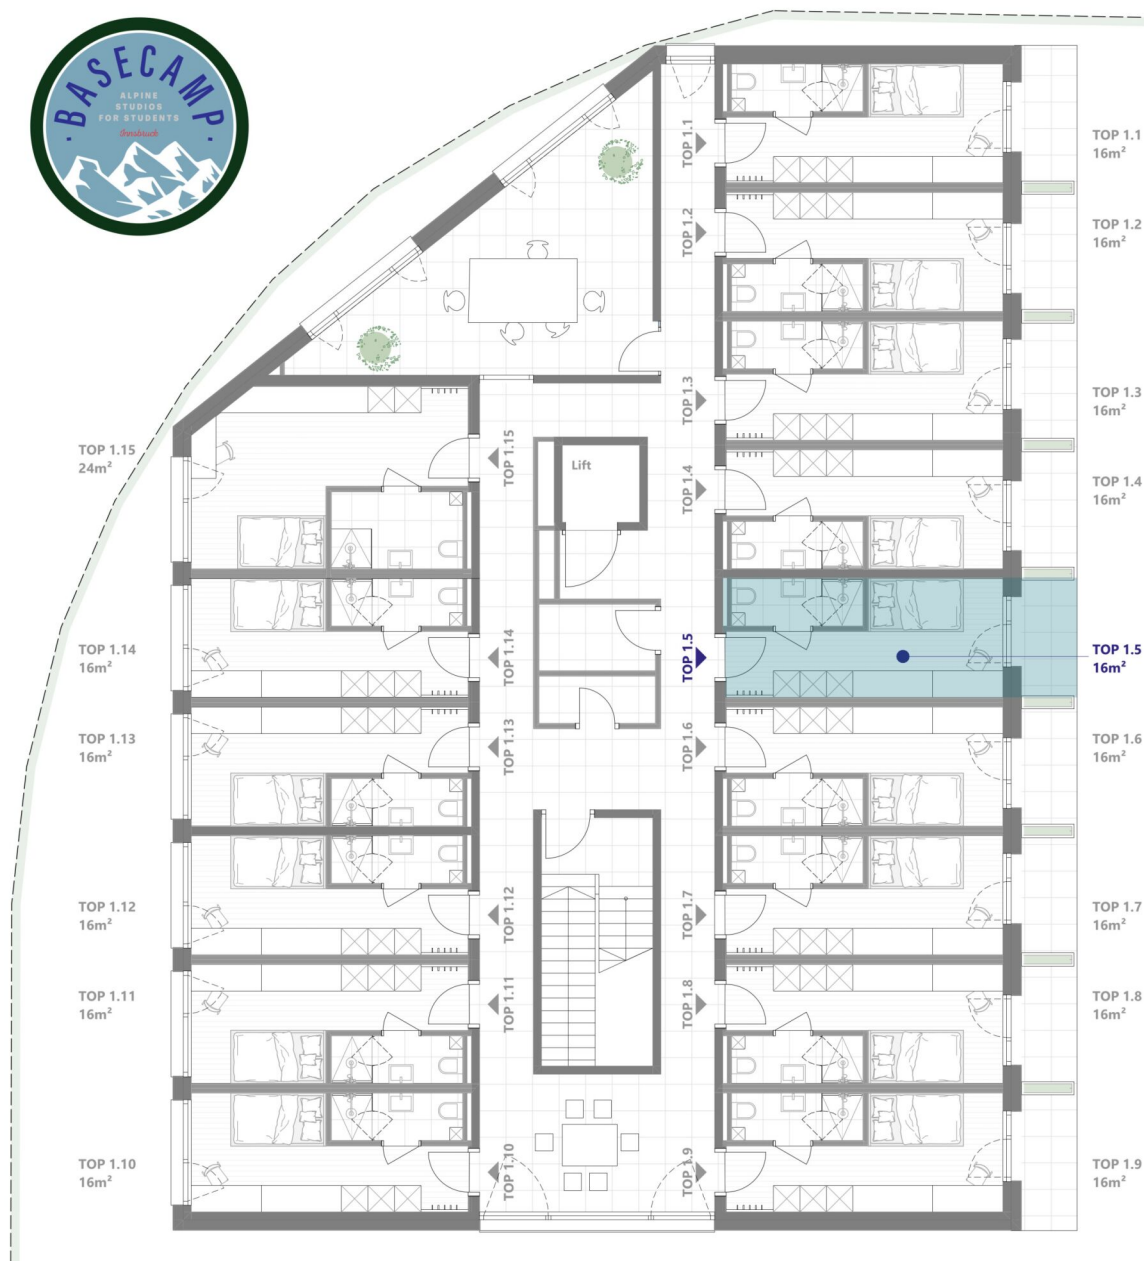 BASECAMP
ALPINE
STUDIOS
FOR STUDENTS
Innsbruck
TOP 1.1
TOP 1.1
16m²
TOP 1.2
TOP 1.2
16m²
TOP 1.3
TOP 1.3
16m²
TOP 1.15
24m²
TOP 1.15
Lift
TOP 1.4
TOP 1.4
16m²
TOP 1.14
16m²
TOP 1.14
TOP 1.5
TOP 1.5
16m²
TOP 1.13
16m²
TOP 1.13
TOP 1.6
TOP 1.6
16m²
TOP 1.12
16m²
TOP 1.12
TOP 1.7
TOP 1.7
16m²
TOP 1.11
16m²
TOP 1.11
TOP 1.8
TOP 1.8
16m²
TOP 1.10
16m²
TOP 1.10
TOP 1.9
TOP 1.9
16m²